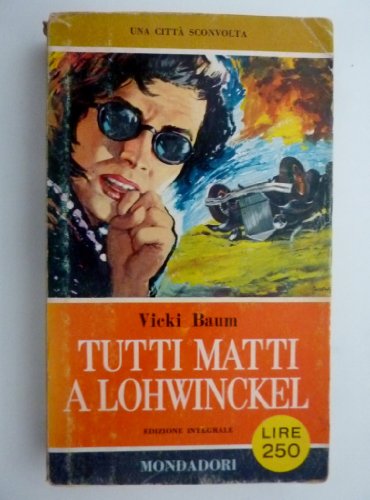 UNA CITTÀ SCONVOLTA
Vicki Baum
TUTTI MATTI
A LOHWINCKEL
EDIZIONE INTEGRALE
LIRE
250
MONDADORI